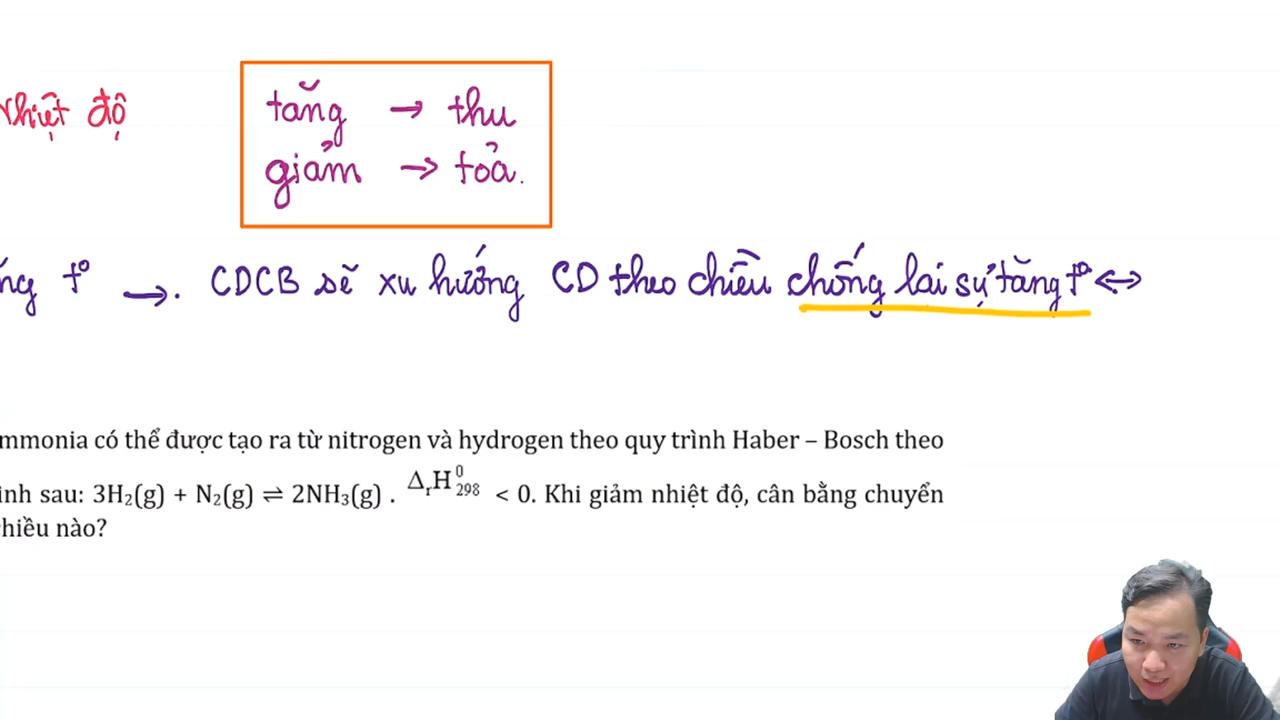 nhiệt độ
tăng → thu
giảm → toả.
t° →. CDCB sẽ xu hướng CD theo chiều chống lại sự tăng t° ↔
mmonia có thể được tạo ra từ nitrogen và hydrogen theo quy trình Haber – Bosch theo
ình sau: 3H₂(g) + N₂(g) ⇌ 2NH₃(g) . ΔᵣH⁰₂₉₈ < 0. Khi giảm nhiệt độ, cân bằng chuyển
hiều nào?